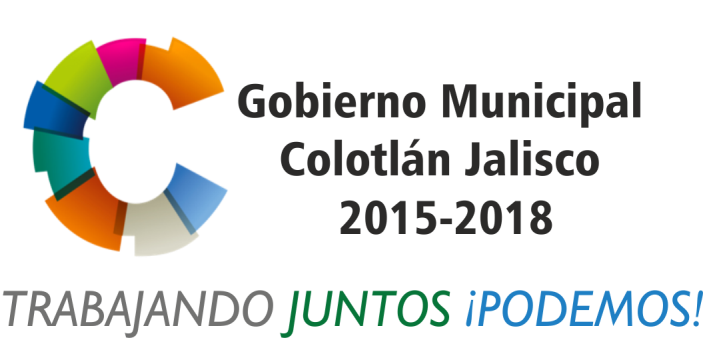 Gobierno Municipal
Colotlán Jalisco
2015-2018
TRABAJANDO JUNTOS ¡PODEMOS!